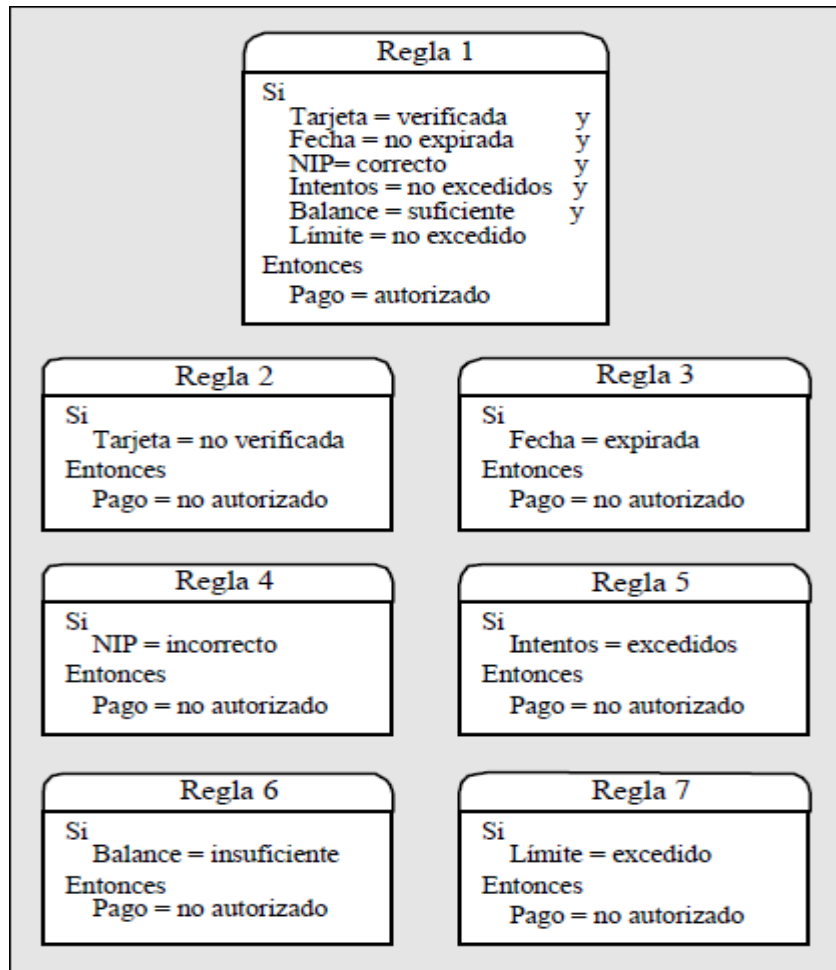 Regla 1
Si
Tarjeta = verificada y
Fecha = no expirada y
NIP= correcto y
Intentos = no excedidos y
Balance = suficiente y
Límite = no excedido
Entonces
Pago = autorizado
Regla 2
Si
Tarjeta = no verificada
Entonces
Pago = no autorizado
Regla 3
Si
Fecha = expirada
Entonces
Pago = no autorizado
Regla 4
Si
NIP = incorrecto
Entonces
Pago = no autorizado
Regla 5
Si
Intentos = excedidos
Entonces
Pago = no autorizado
Regla 6
Si
Balance = insuficiente
Entonces
Pago = no autorizado
Regla 7
Si
Límite = excedido
Entonces
Pago = no autorizado